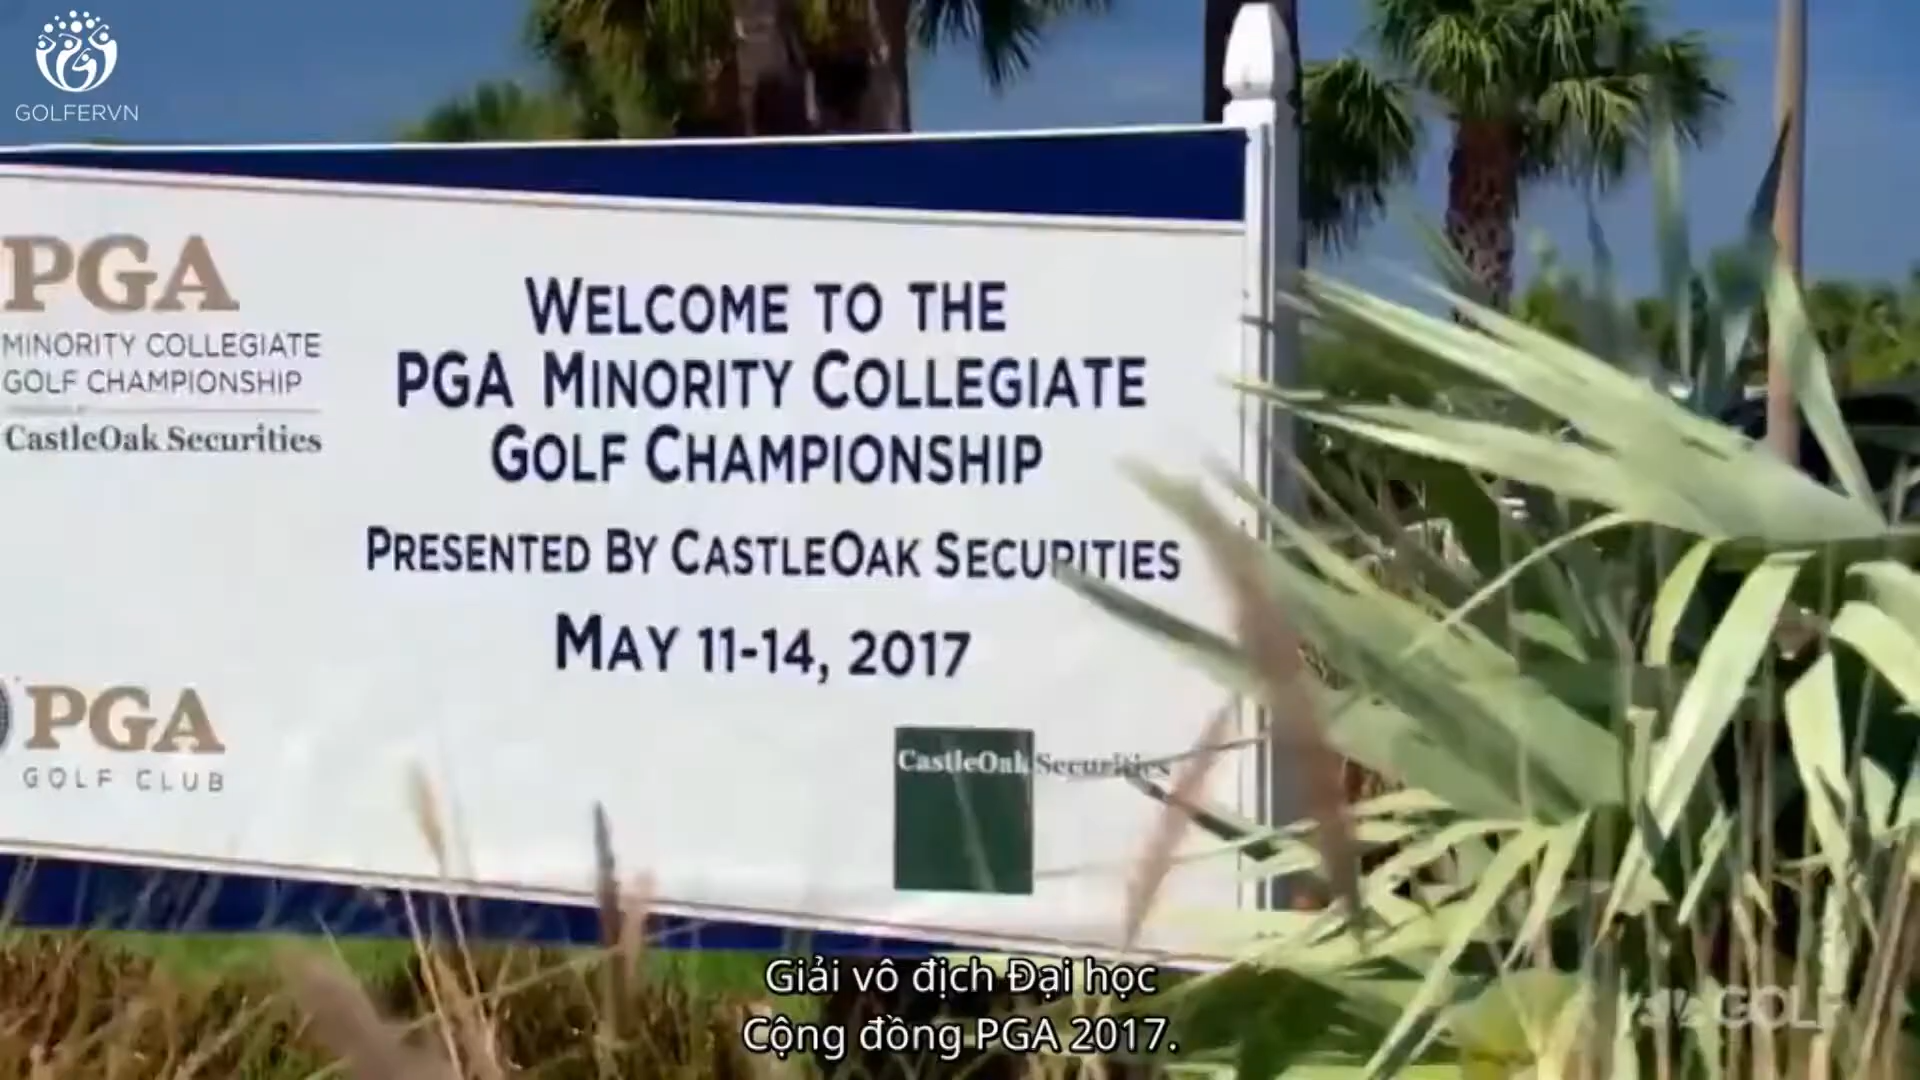 GOLFERVN
PGA
MINORITY COLLEGIATE
GOLF CHAMPIONSHIP
CastleOak Securities
WELCOME TO THE
PGA MINORITY COLLEGIATE
GOLF CHAMPIONSHIP
PRESENTED BY CASTLEOAK SECURITIES
MAY 11-14, 2017
PGA
GOLF CLUB
CastleOak Securities
Giải vô địch Đại học
Cộng đồng PGA 2017.
GOLF